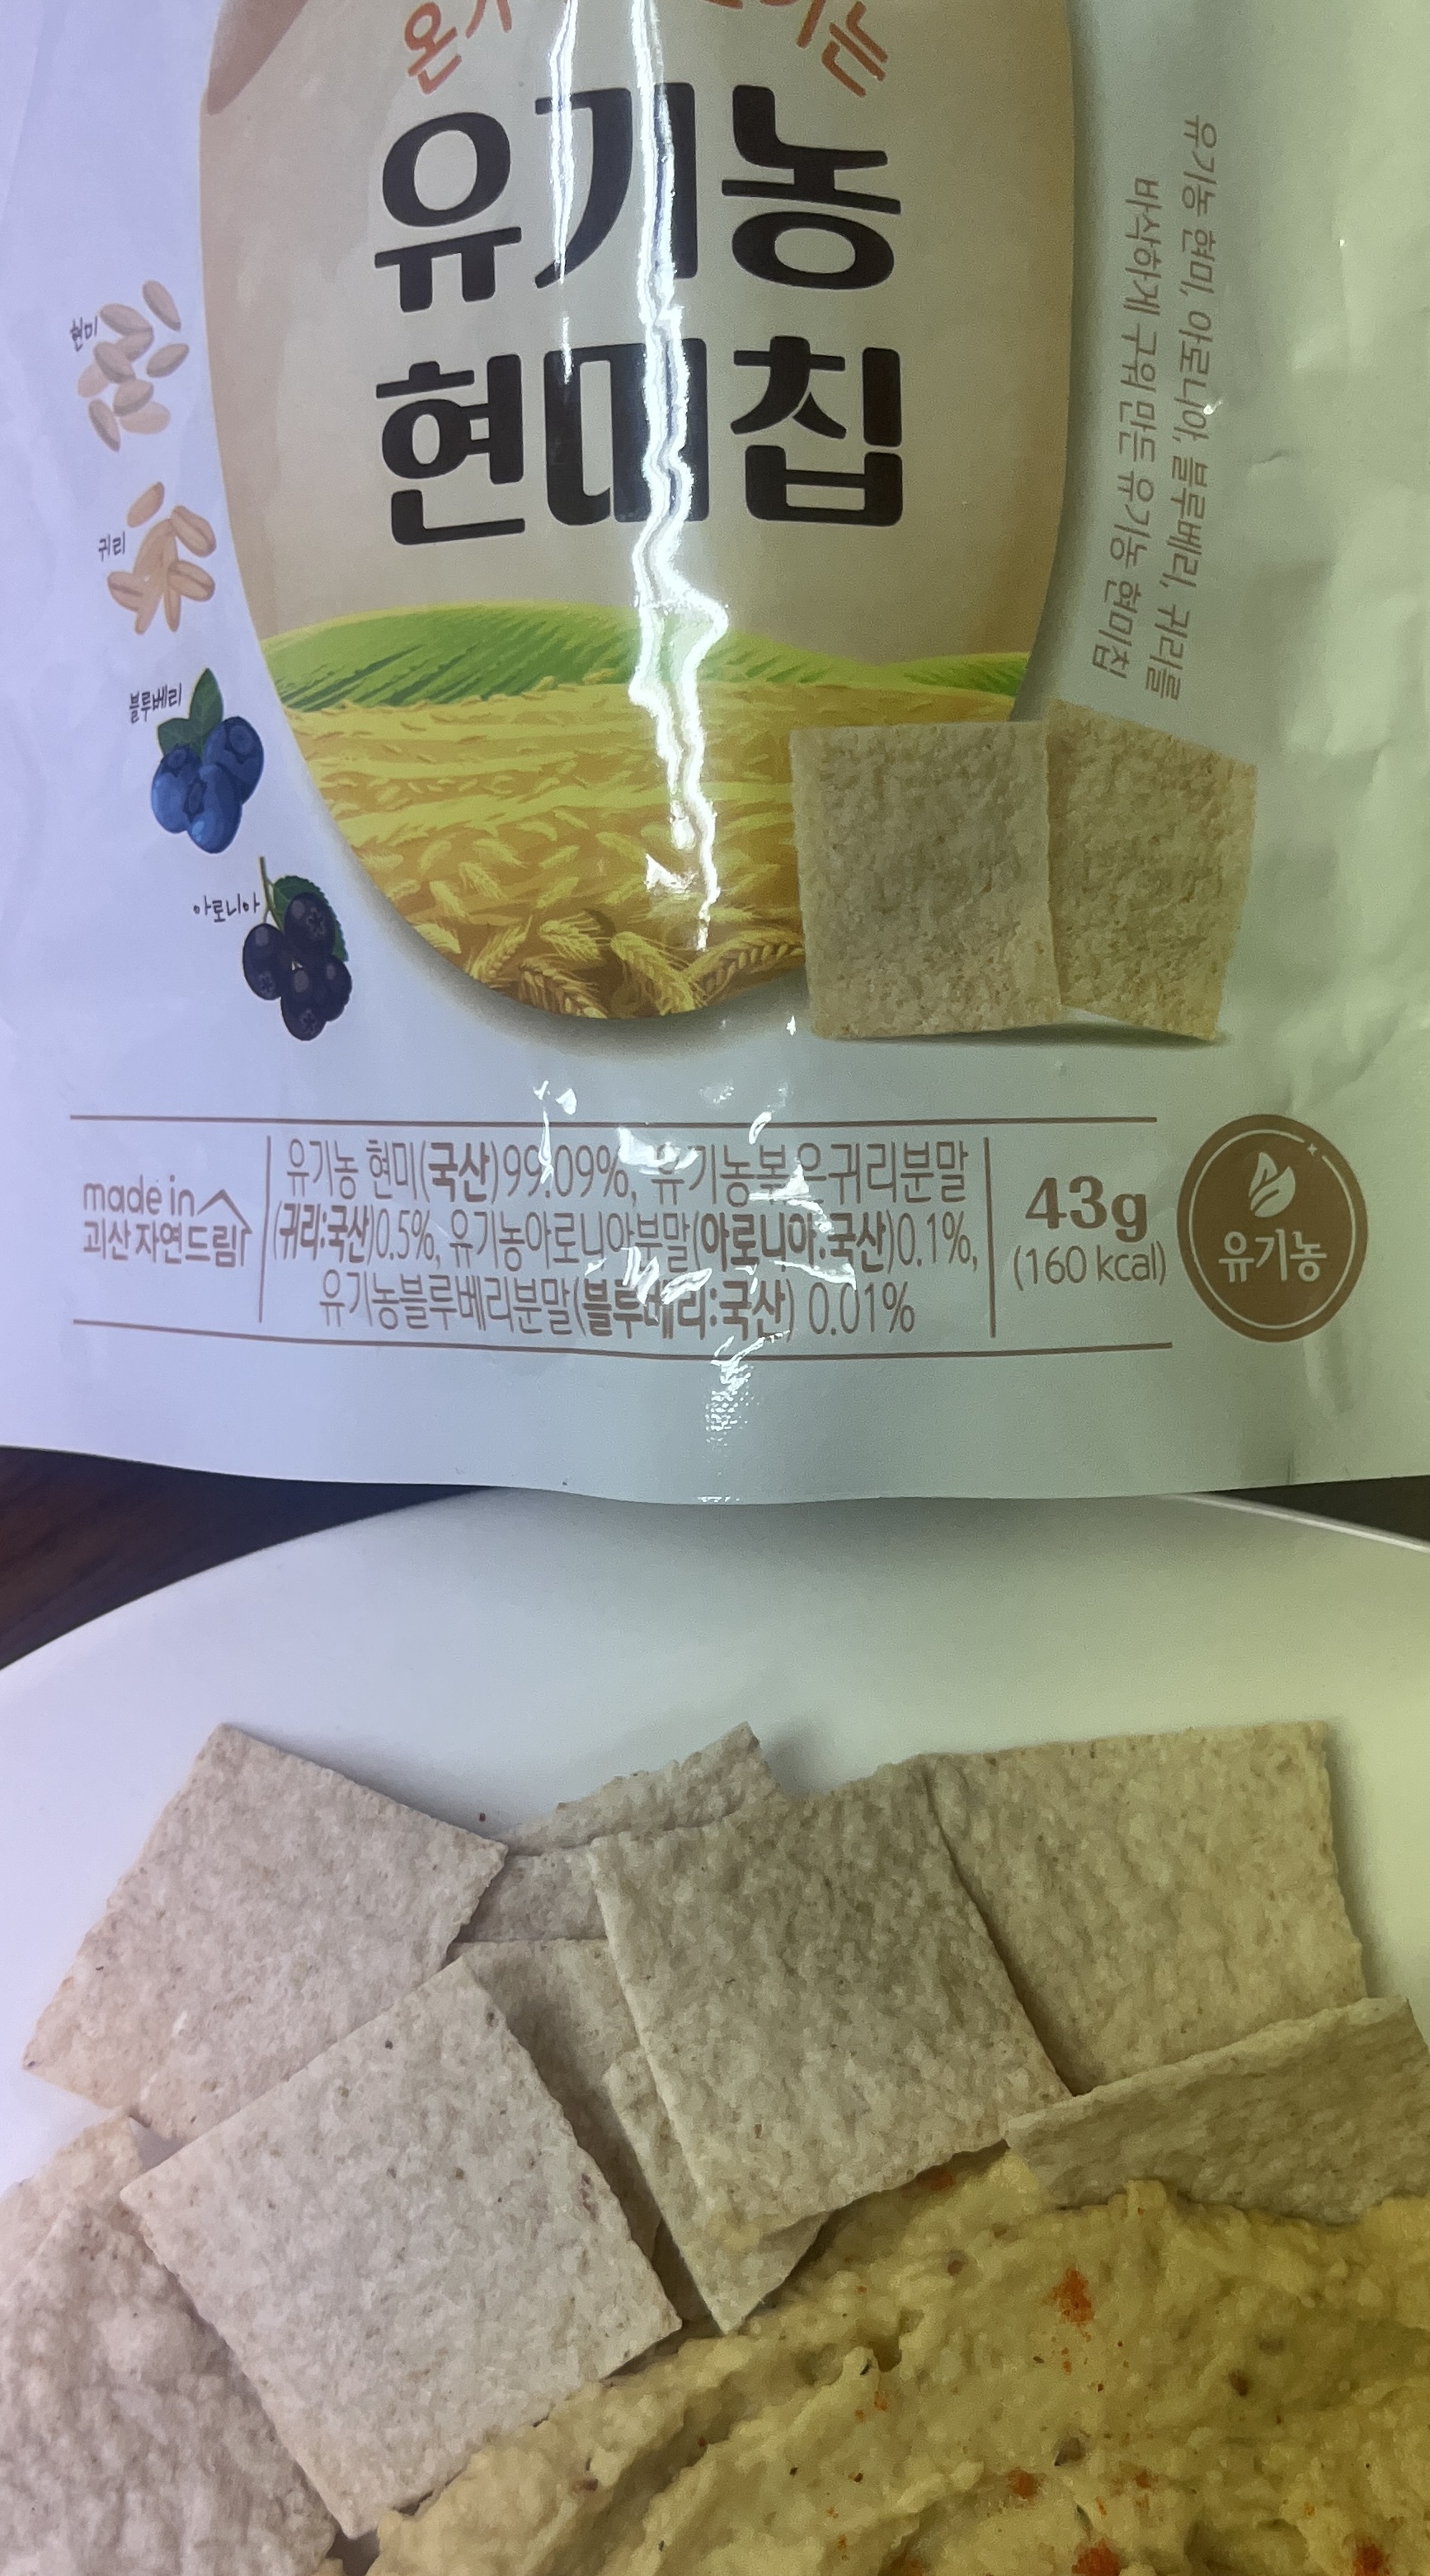 유기농
현미칩
현미
귀리
블루베리
아로니아
유기농 현미, 아로니아, 블루베리, 귀리를
바삭하게 구워 만든 유기농 현미칩
made in
괴산자연드림
유기농 현미(국산)99.09%, 유기농볶은귀리분말
(귀리:국산)0.5%, 유기농아로니아분말(아로니아:국산)0.1%,
유기농블루베리분말(블루베리:국산) 0.01%
43g
(160 kcal)
유기농